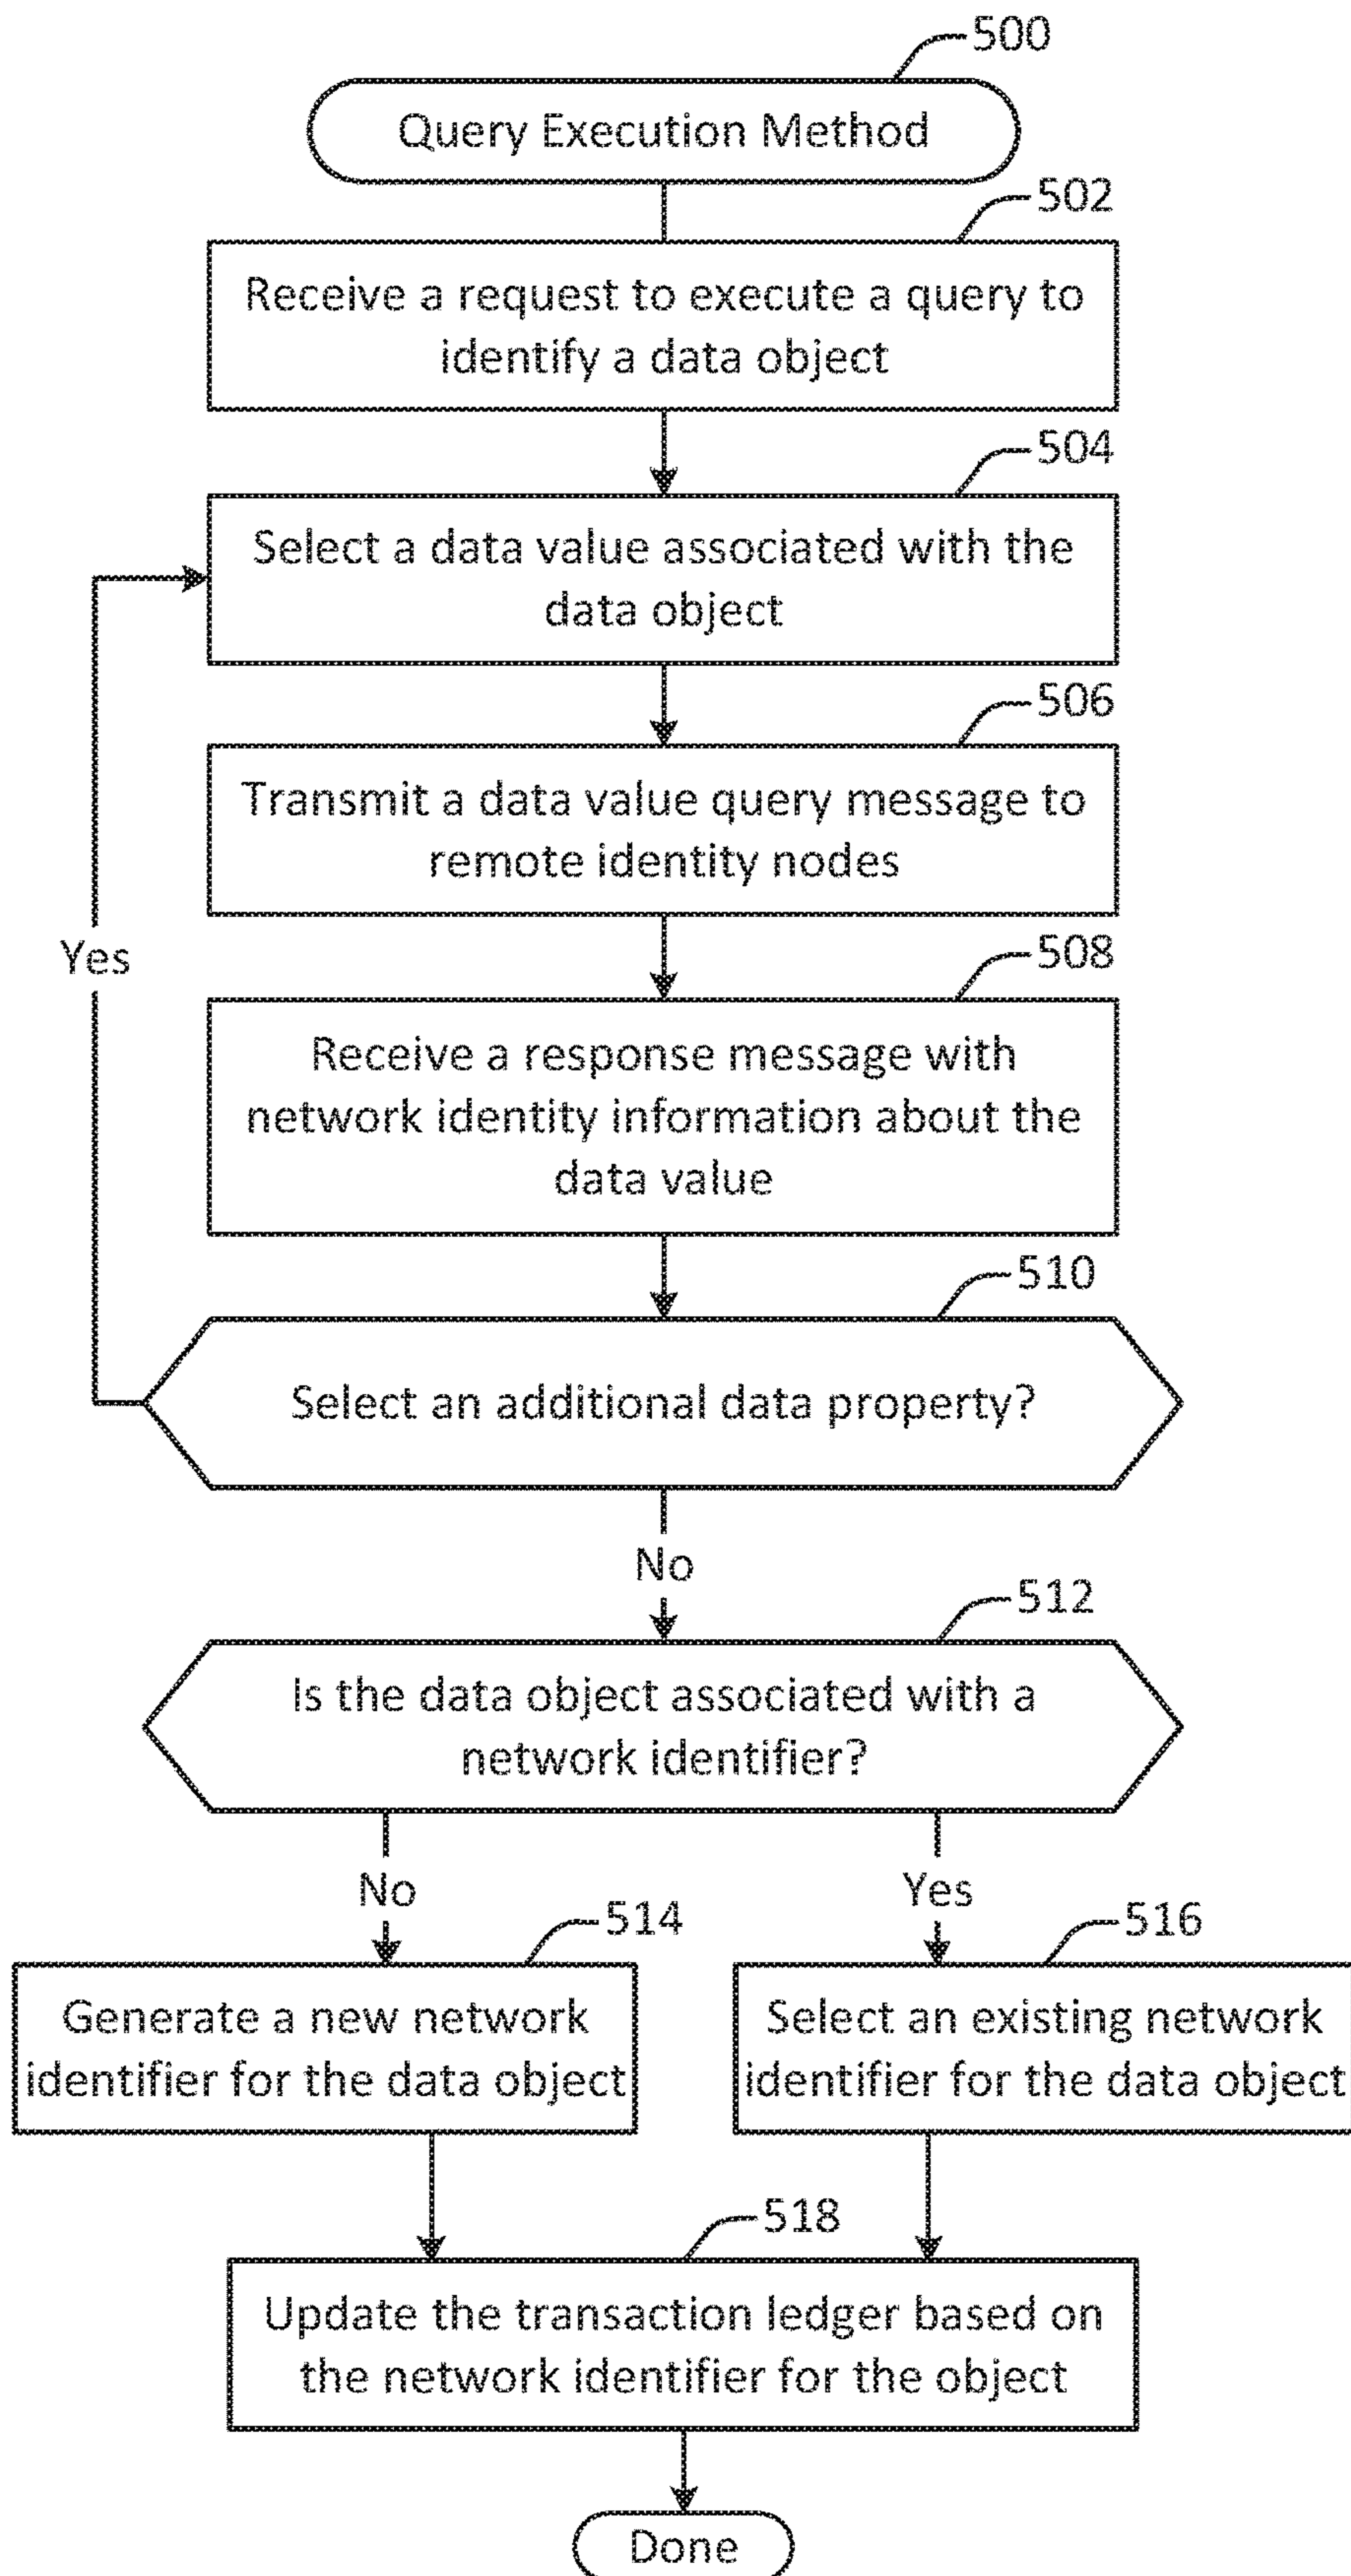 500
Query Execution Method
502
Receive a request to execute a query to
identify a data object
504
Select a data value associated with the
data object
506
Transmit a data value query message to
remote identity nodes
Yes
508
Receive a response message with
network identity information about the
data value
510
Select an additional data property?
No
512
Is the data object associated with a
network identifier?
No
Yes
514
516
Generate a new network
identifier for the data object
Select an existing network
identifier for the data object
518
Update the transaction ledger based on
the network identifier for the object
Done